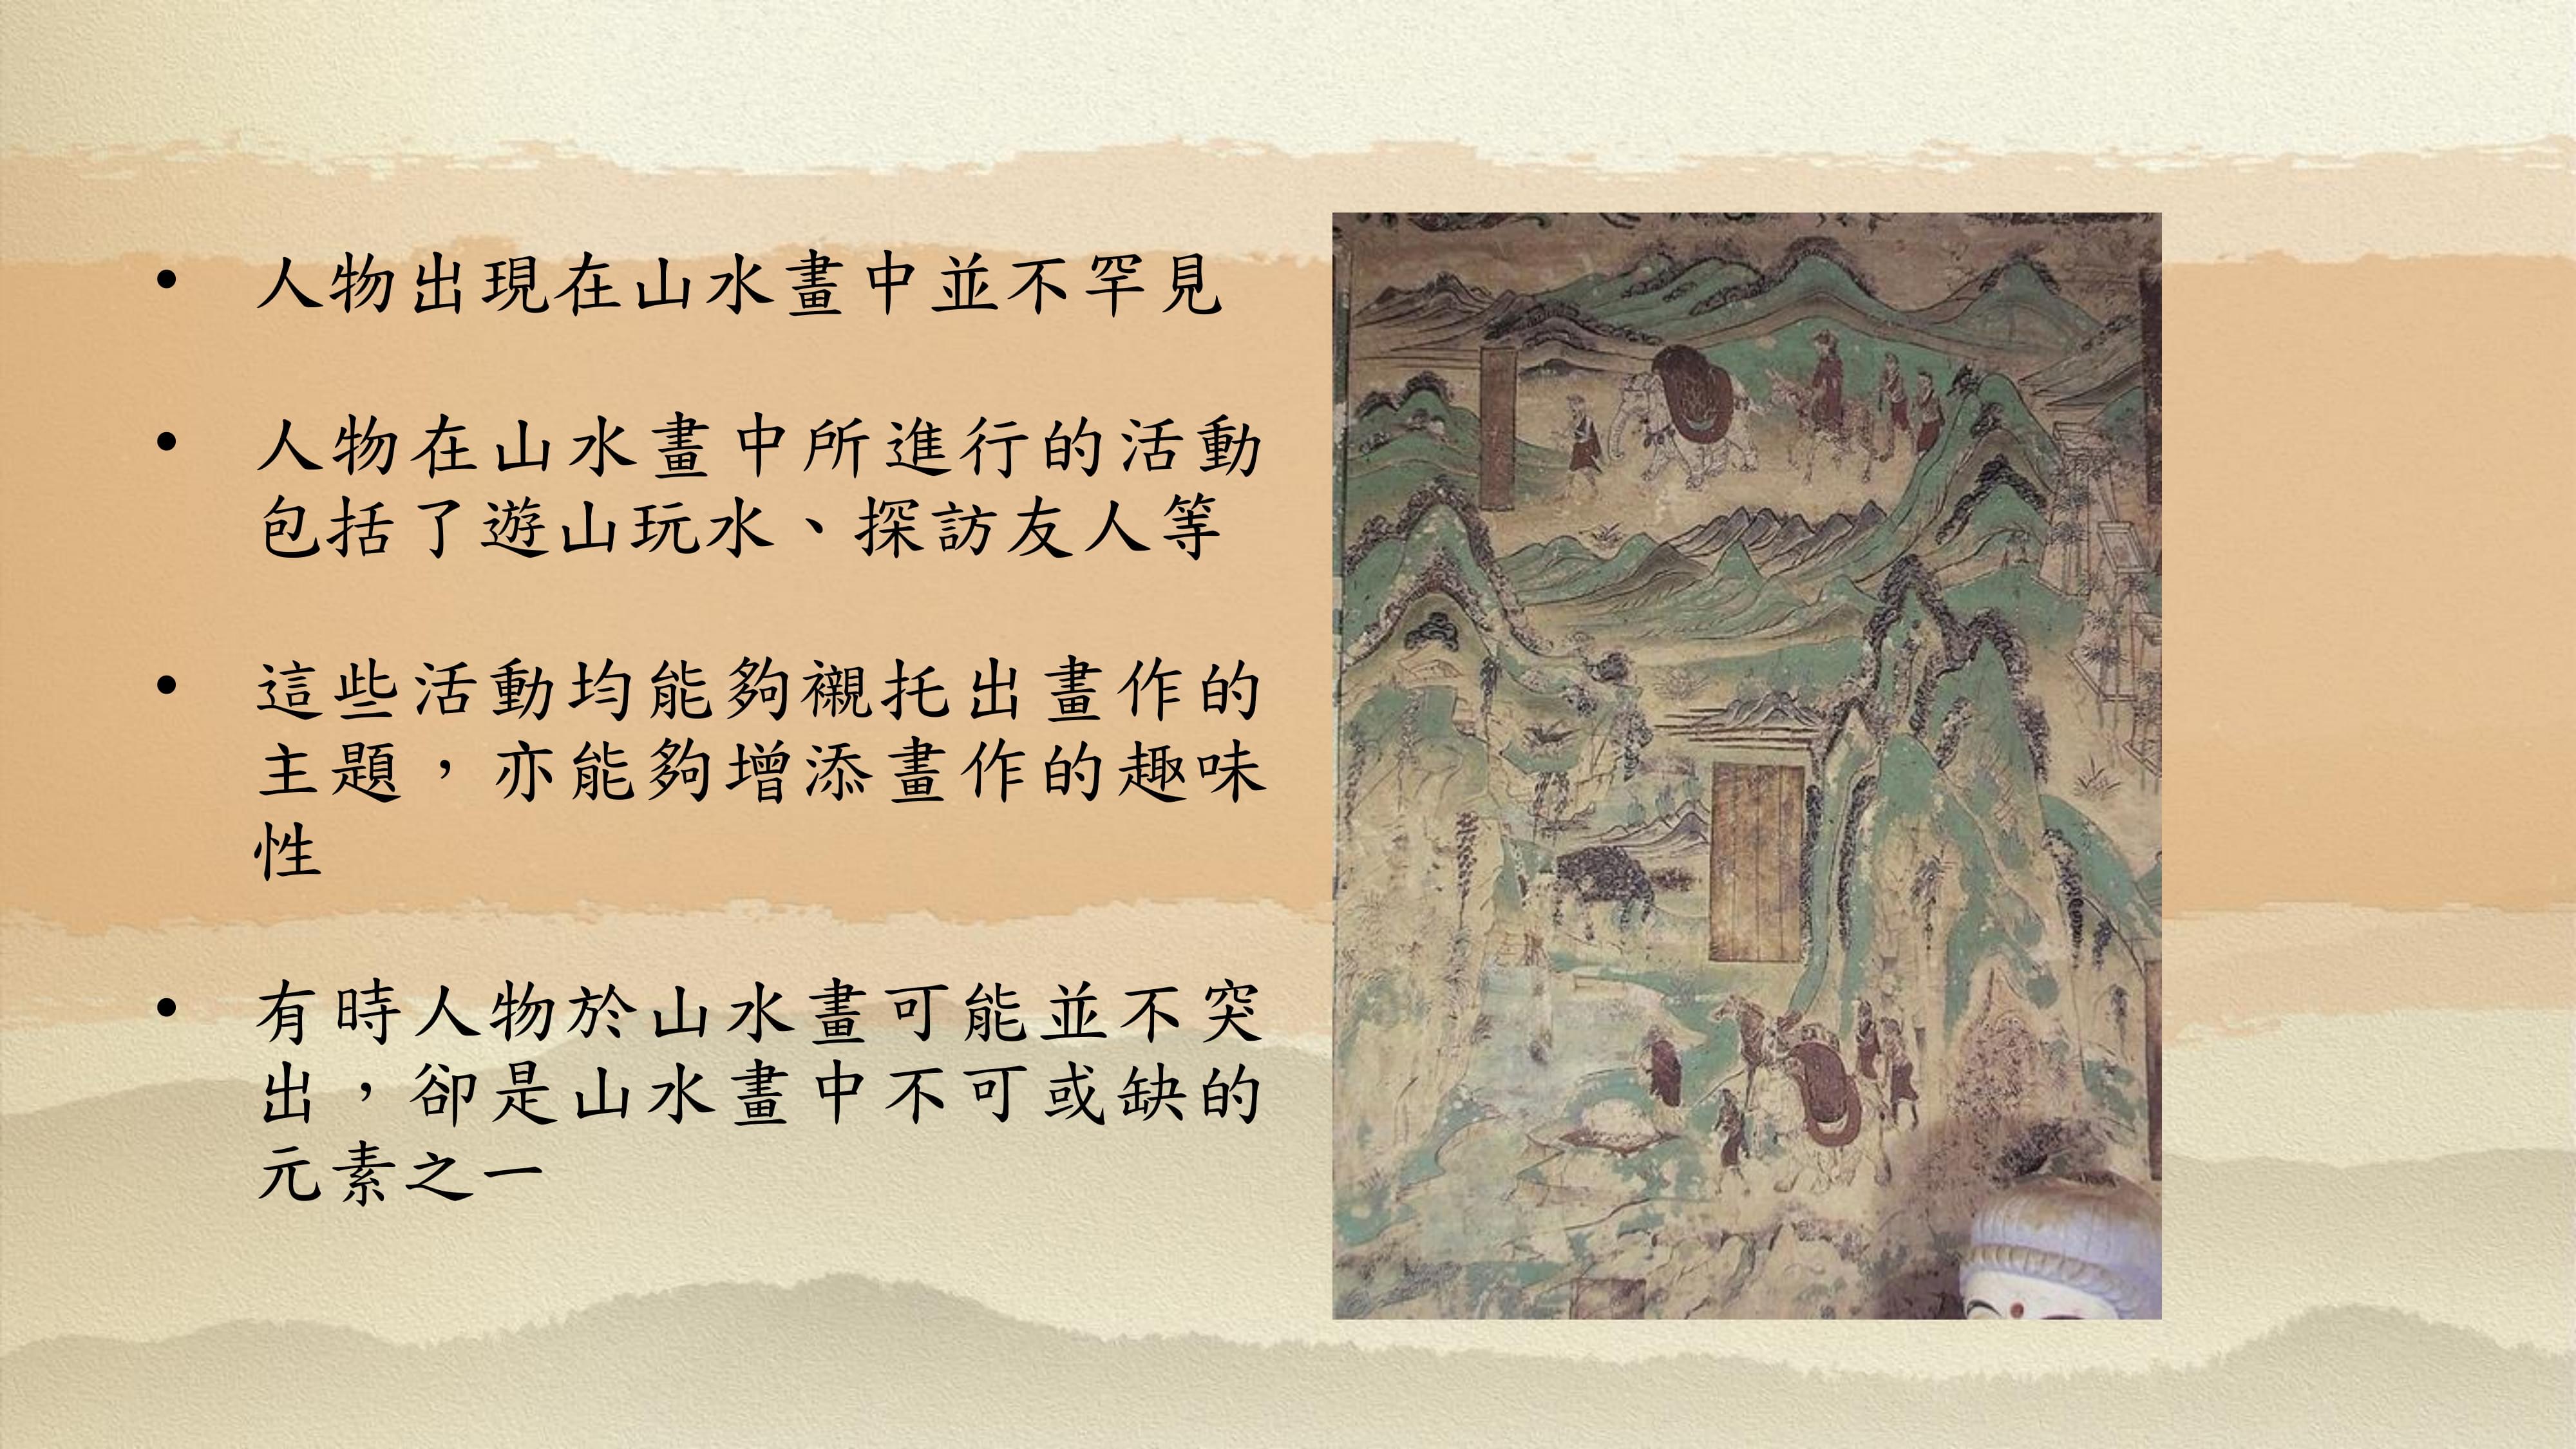 • 人物出現在山水畫中並不罕見
• 人物在山水畫中所進行的活動
包括了遊山玩水、探訪友人等
• 這些活動均能夠襯托出畫作的
主題，亦能夠增添畫作的趣味
性
• 有時人物於山水畫可能並不突
出，卻是山水畫中不可或缺的
元素之一